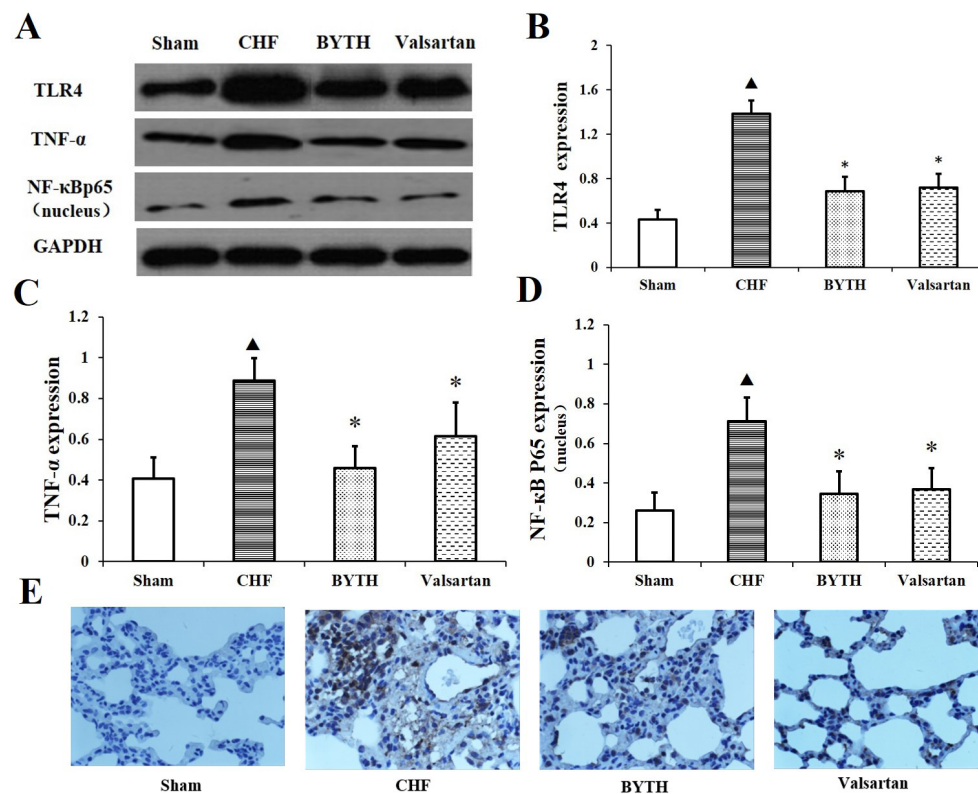 A
Sham CHF BYTH Valsartan
TLR4
TNF-α
NF-κBp65
（nucleus）
GAPDH
B
TLR4 expression
2
1.6
1.2
0.8
0.4
0
▲
*
*
Sham CHF BYTH Valsartan
C
TNF-α expression
1.2
1
0.8
0.6
0.4
0.2
0
▲
*
*
Sham CHF BYTH Valsartan
D
NF-κB P65 expression
（nucleus）
1.2
1
0.8
0.6
0.4
0.2
0
▲
*
*
Sham CHF BYTH Valsartan
E
Sham CHF BYTH Valsartan